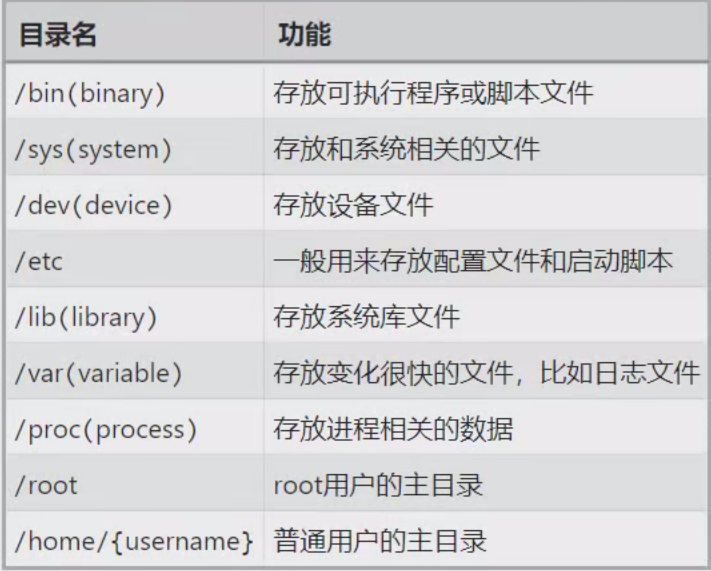 目录名 功能
/bin(binary) 存放可执行程序或脚本文件
/sys(system) 存放和系统相关的文件
/dev(device) 存放设备文件
/etc 一般用来存放配置文件和启动脚本
/lib(library) 存放系统库文件
/var(variable) 存放变化很快的文件，比如日志文件
/proc(process) 存放进程相关的数据
/root root用户的主目录
/home/{username} 普通用户的主目录